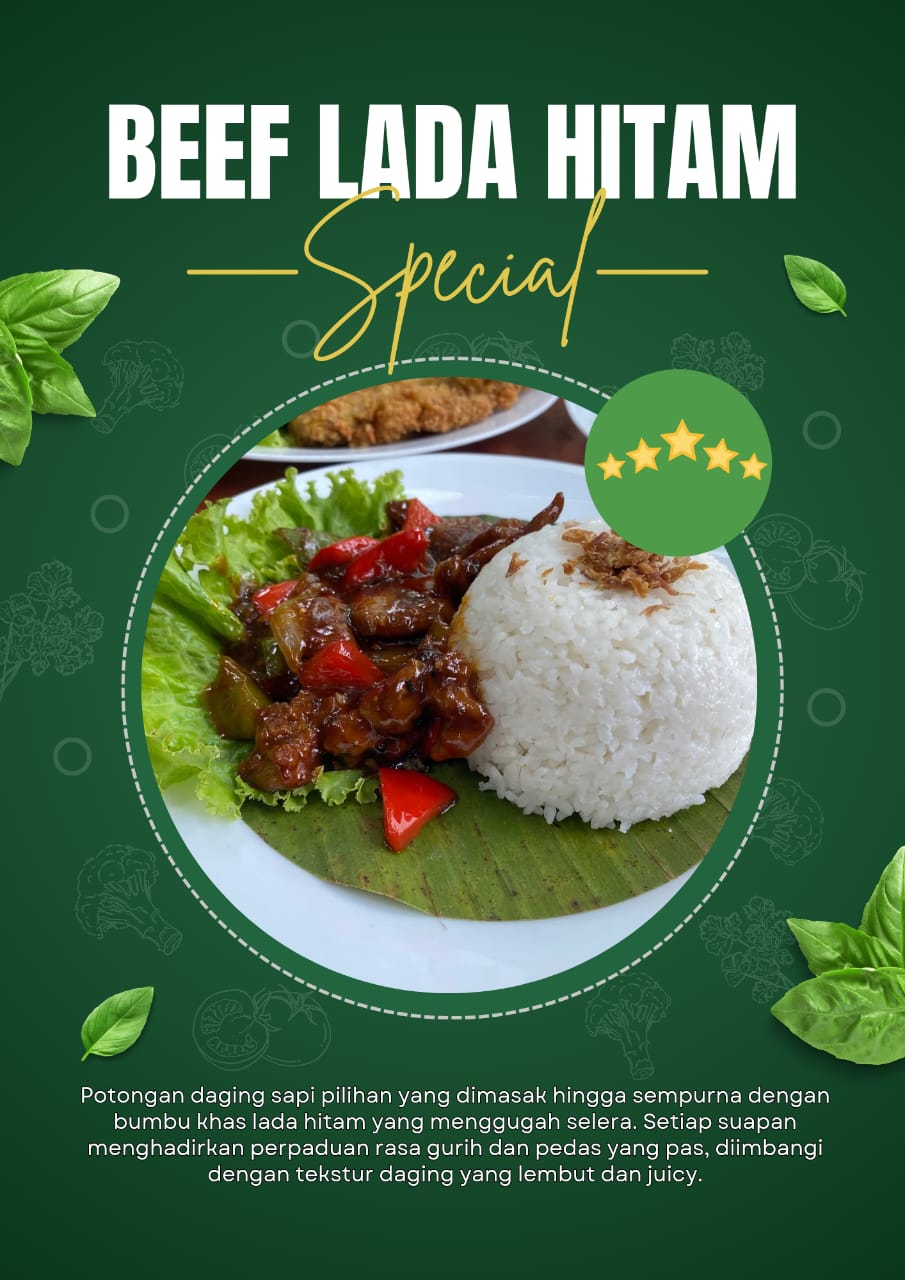 BEEF LADA HITAM
Special
Potongan daging sapi pilihan yang dimasak hingga sempurna dengan
bumbu khas lada hitam yang menggugah selera. Setiap suapan
menghadirkan perpaduan rasa gurih dan pedas yang pas, diimbangi
dengan tekstur daging yang lembut dan juicy.